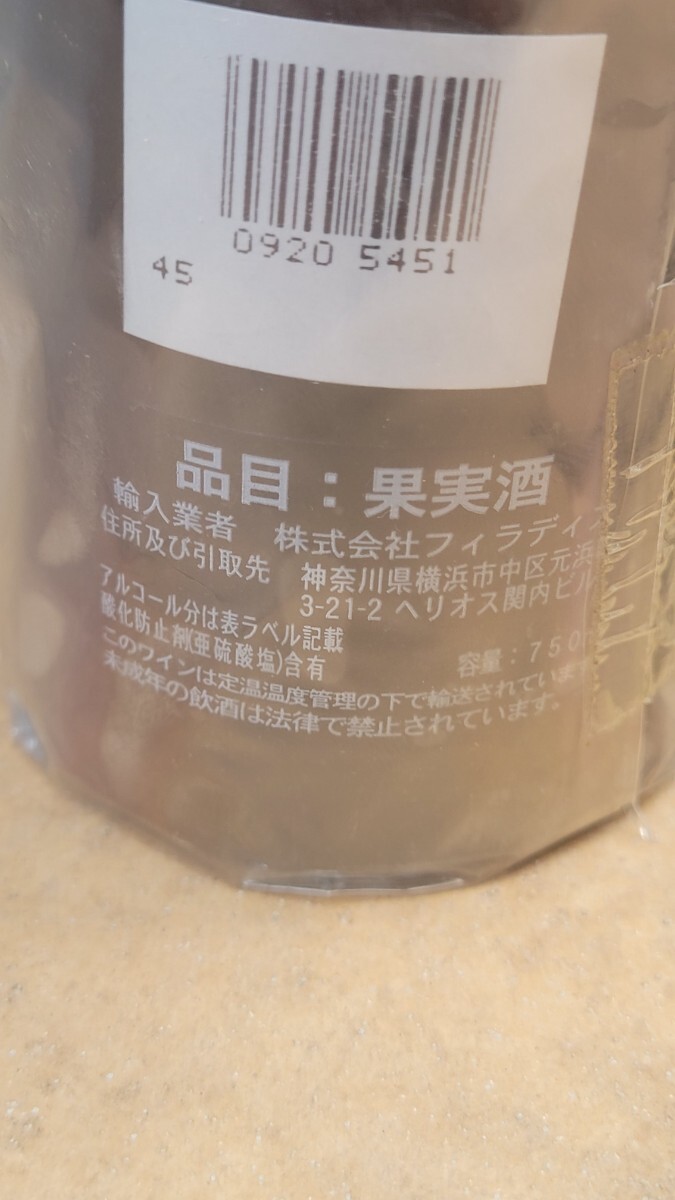 0920 5451
45
品目：果実酒
輸入業者 株式会社フィラディス
住所及び引取先 神奈川県横浜市中区元浜
3-21-2 ヘリオス関内ビル
アルコール分は表ラベル記載
酸化防止剤(亜硫酸塩)含有
容量：750
このワインは定温温度管理の下で輸送されています
未成年の飲酒は法律で禁止されています。